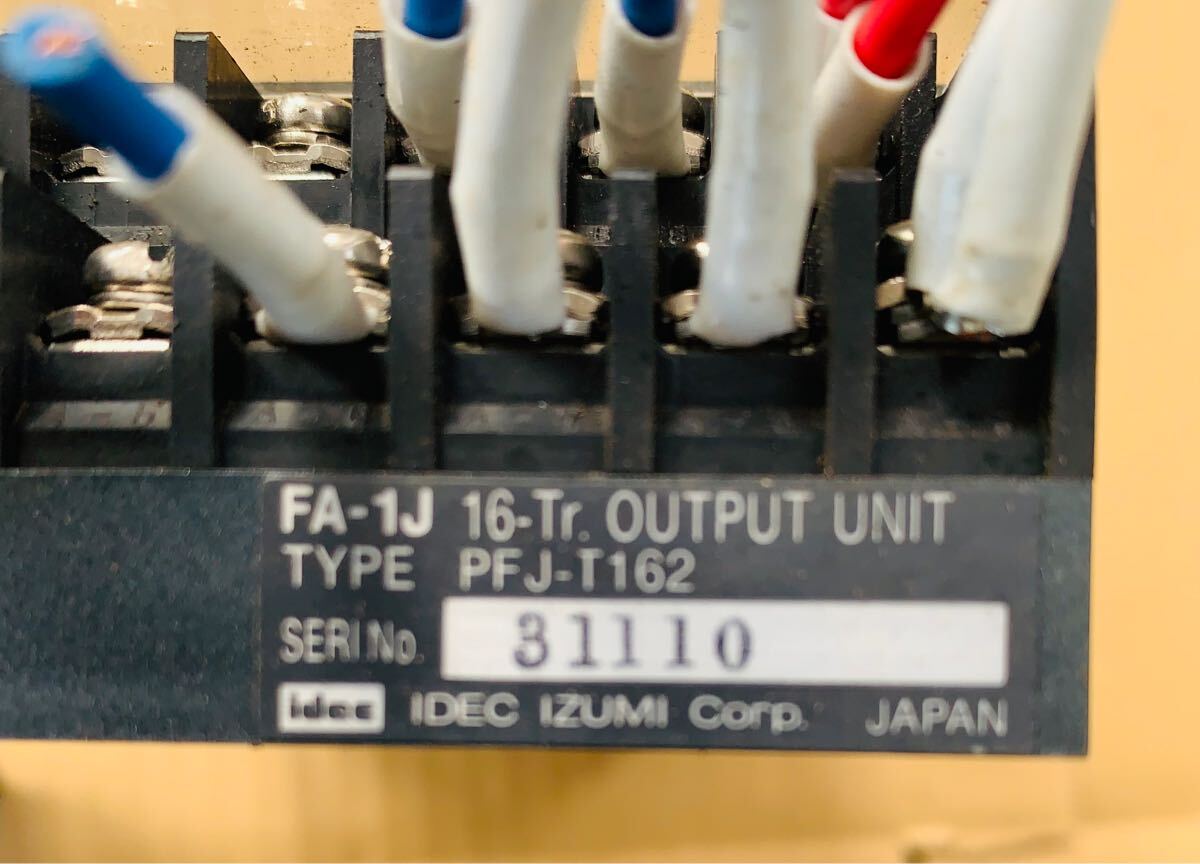 FA-1J 16-Tr. OUTPUT UNIT
TYPE PFJ-T162
SERI.No. 31110
idec IDEC IZUMI Corp. JAPAN